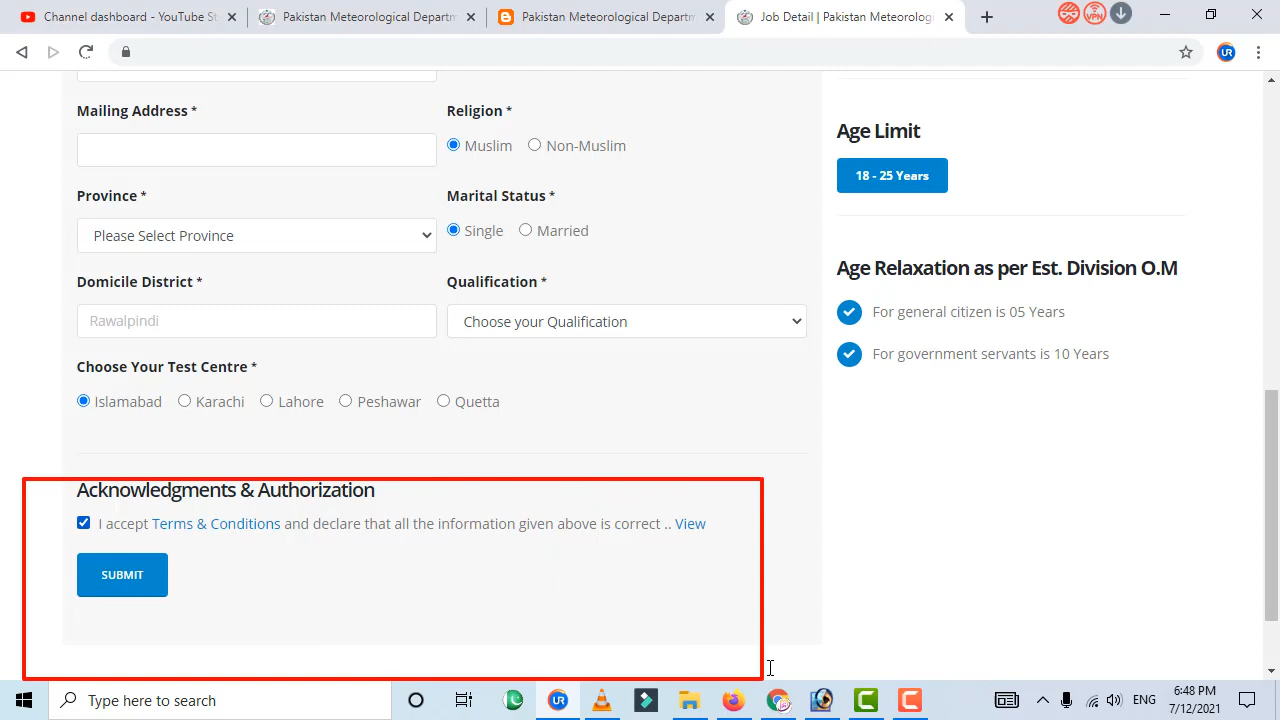 Channel dashboard - YouTube St
Pakistan Meteorological Departm
Pakistan Meteorological Departm
Job Detail | Pakistan Meteorolog
VPN
UR
Mailing Address *
Religion *
Muslim
Non-Muslim
Province *
Marital Status *
Please Select Province
Single
Married
Domicile District *
Qualification *
Rawalpindi
Choose your Qualification
Choose Your Test Centre *
Islamabad
Karachi
Lahore
Peshawar
Quetta
Acknowledgments & Authorization
I accept Terms & Conditions and declare that all the information given above is correct .. View
SUBMIT
Age Limit
18 - 25 Years
Age Relaxation as per Est. Division O.M
For general citizen is 05 Years
For government servants is 10 Years
Type here to search
UR
ENG
6:48 PM
7/12/2021